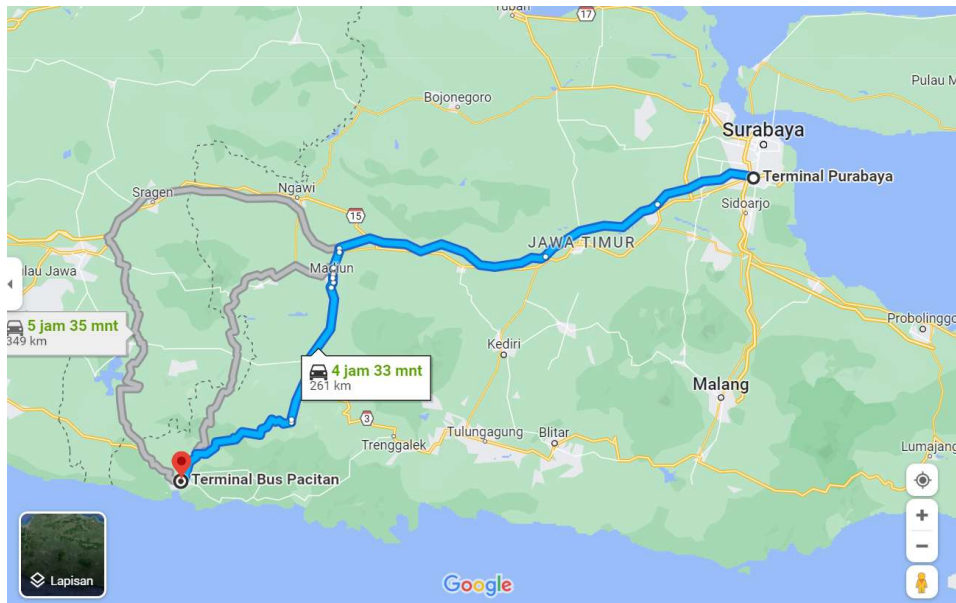 Tuban
17
Pulau M
Bojonegoro
Surabaya
Terminal Purabaya
Sragen
Ngawi
Sidoarjo
15
JAWA TIMUR
Madiun
ulau Jawa
5 jam 35 mnt
349 km
Probolinggo
Kediri
4 jam 33 mnt
261 km
Malang
3
Trenggalek
Tulungagung
Blitar
Lumajang
Terminal Bus Pacitan
Lapisan
Google